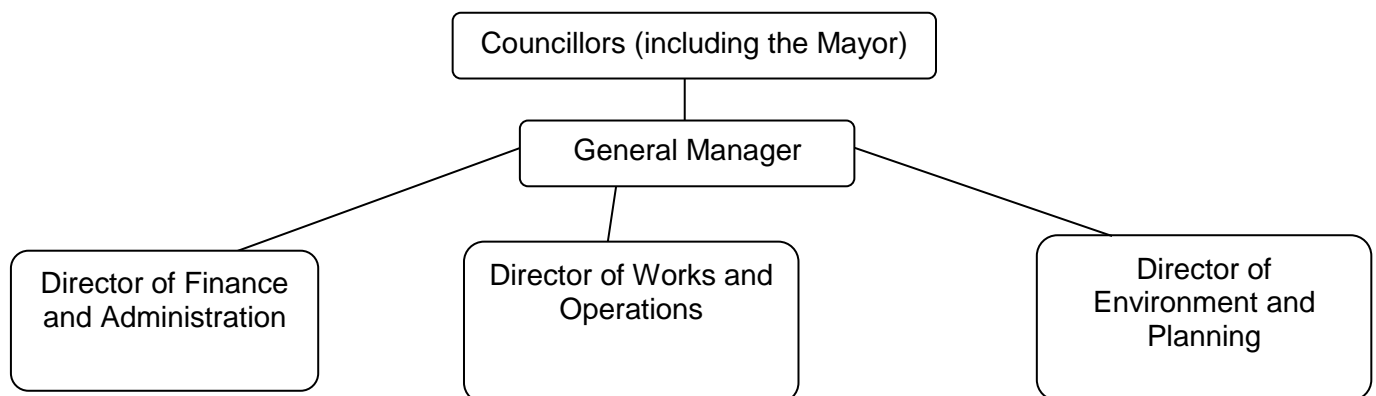 Councillors (including the Mayor)
General Manager
Director of Finance
and Administration
Director of Works and
Operations
Director of
Environment and
Planning